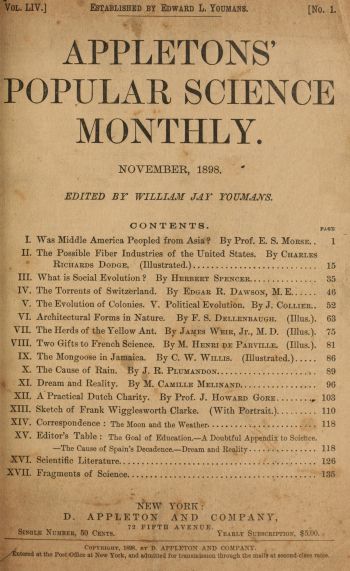 Vol. LIV.] Established by Edward L. Youmans. [No. 1.
APPLETONS'
POPULAR SCIENCE
MONTHLY.
NOVEMBER, 1898.
EDITED BY WILLIAM JAY YOUMANS.
CONTENTS.
PAGE
I. Was Middle America Peopled from Asia? By Prof. E. S. Morse.. 1
II. The Possible Fiber Industries of the United States. By Charles
Richards Dodge. (Illustrated.) 15
III. What is Social Evolution? By Herbert Spencer 35
IV. The Torrents of Switzerland. By Edgar R. Dawson, M. E. 46
V. The Evolution of Colonies. V. Political Evolution. By J. Collier.. 52
VI. Architectural Forms in Nature. By F. S. Dellenbaugh. (Illus.) 63
VII. The Herds of the Yellow Ant. By James Weir, Jr., M. D. (Illus.) 75
VIII. Two Gifts to French Science. By M. Henri de Parville. (Illus.) 81
IX. The Mongoose in Jamaica. By C. W. Willis. (Illustrated.) 86
X. The Cause of Rain. By J. R. Plumandon 89
XI. Dream and Reality. By M. Camille Melinand 96
XII. A Practical Dutch Charity. By Prof. J. Howard Gore 103
XIII. Sketch of Frank Wigglesworth Clarke. (With Portrait.) 110
XIV. Correspondence: The Moon and the Weather 118
XV. Editor's Table: The Goal of Education.—A Doubtful Appendix to Science.
—The Cause of Spain's Decadence.—Dream and Reality 118
XVI. Scientific Literature 126
XVII. Fragments of Science 135
NEW YORK:
D. APPLETON AND COMPANY,
72 FIFTH AVENUE.
Single Number, 50 Cents. Yearly Subscription, $5.00.
Copyright, 1898, by D. APPLETON AND COMPANY.
Entered at the Post Office at New York, and admitted for transmission through the mails at second-class rates.